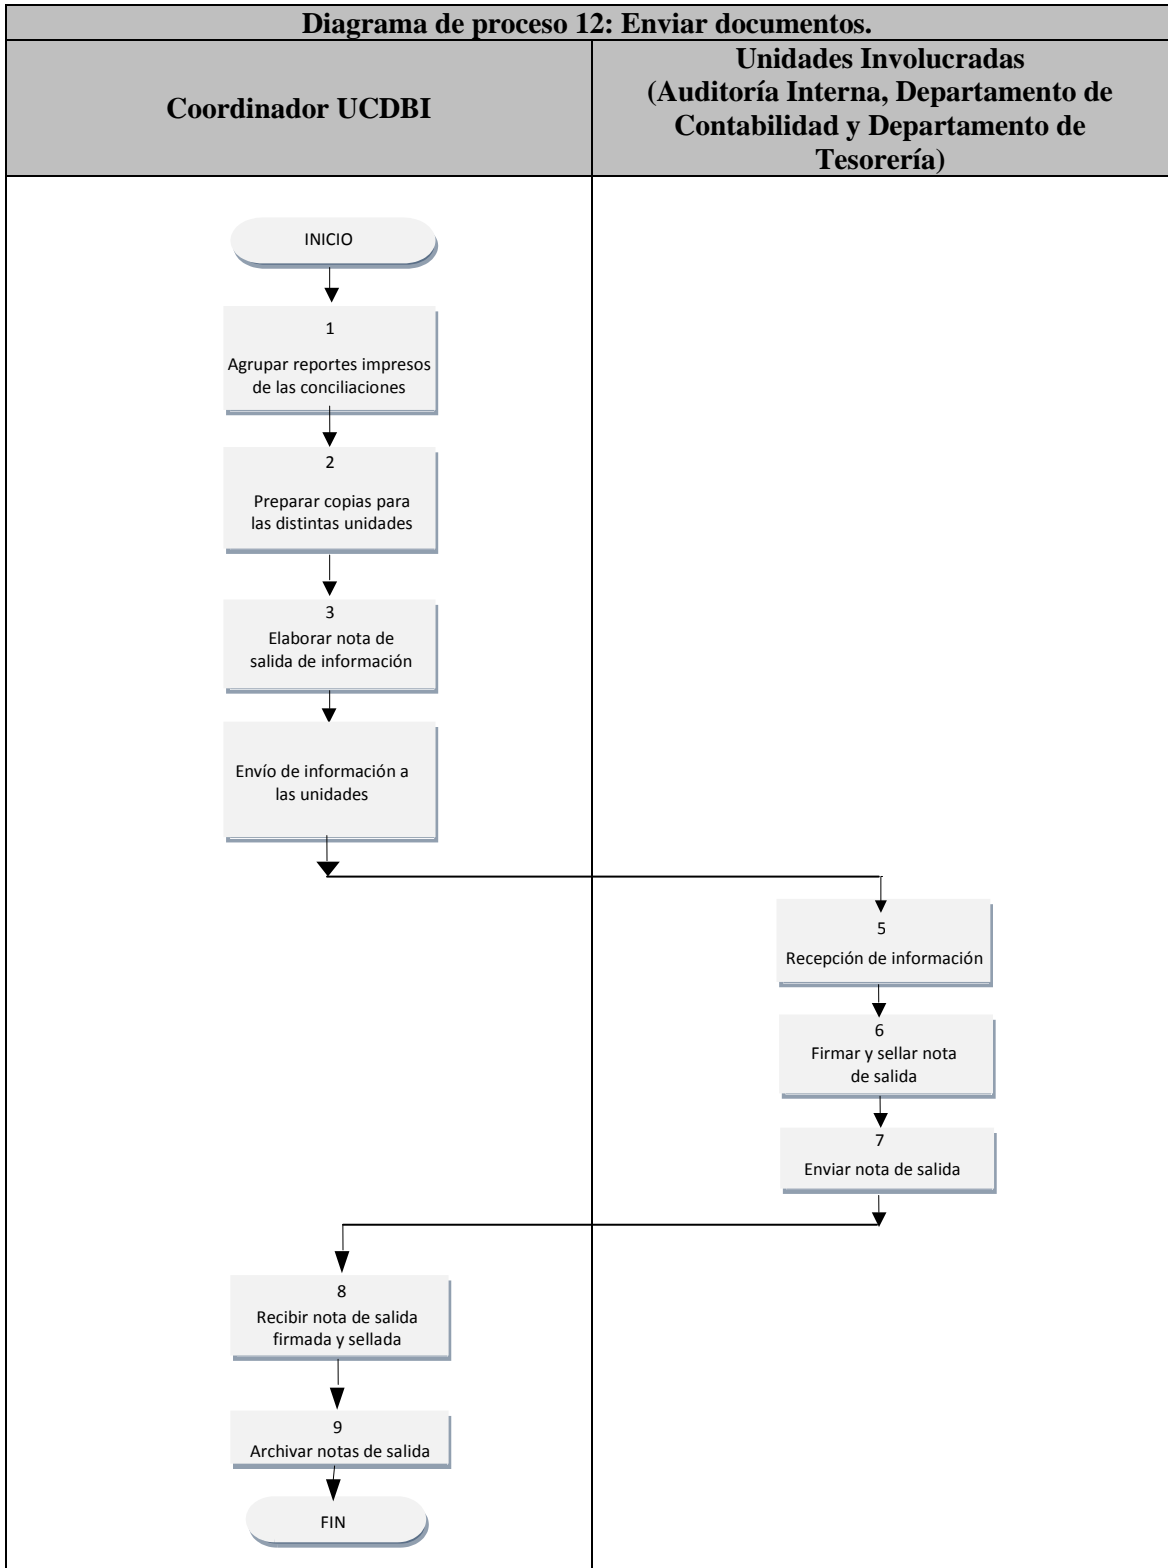 Diagrama de proceso 12: Enviar documentos.
Coordinador UCDBI
Unidades Involucradas
(Auditoría Interna, Departamento de
Contabilidad y Departamento de
Tesorería)
INICIO
1
Agrupar reportes impresos
de las conciliaciones
2
Preparar copias para
las distintas unidades
3
Elaborar nota de
salida de información
Envío de información a
las unidades
5
Recepción de información
6
Firmar y sellar nota
de salida
7
Enviar nota de salida
8
Recibir nota de salida
firmada y sellada
9
Archivar notas de salida
FIN